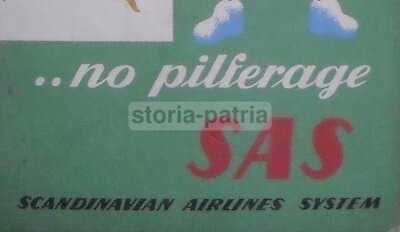 ..no pilferage
storia-patria
SAS
SCANDINAVIAN AIRLINES SYSTEM